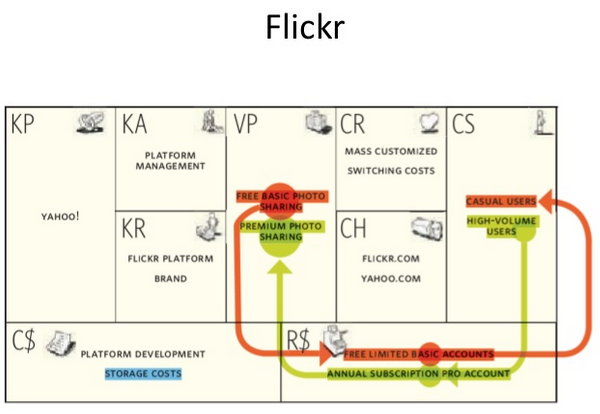 Flickr
KP
YAHOO!
KA
PLATFORM
MANAGEMENT
KR
FLICKR PLATFORM
BRAND
VP
FREE BASIC PHOTO
SHARING
PREMIUM PHOTO
SHARING
CR
MASS CUSTOMIZED
SWITCHING COSTS
CH
FLICKR.COM
YAHOO.COM
CS
CASUAL USERS
HIGH-VOLUME
USERS
C$
PLATFORM DEVELOPMENT
STORAGE COSTS
R$
FREE LIMITED BASIC ACCOUNTS
ANNUAL SUBSCRIPTION PRO ACCOUNT